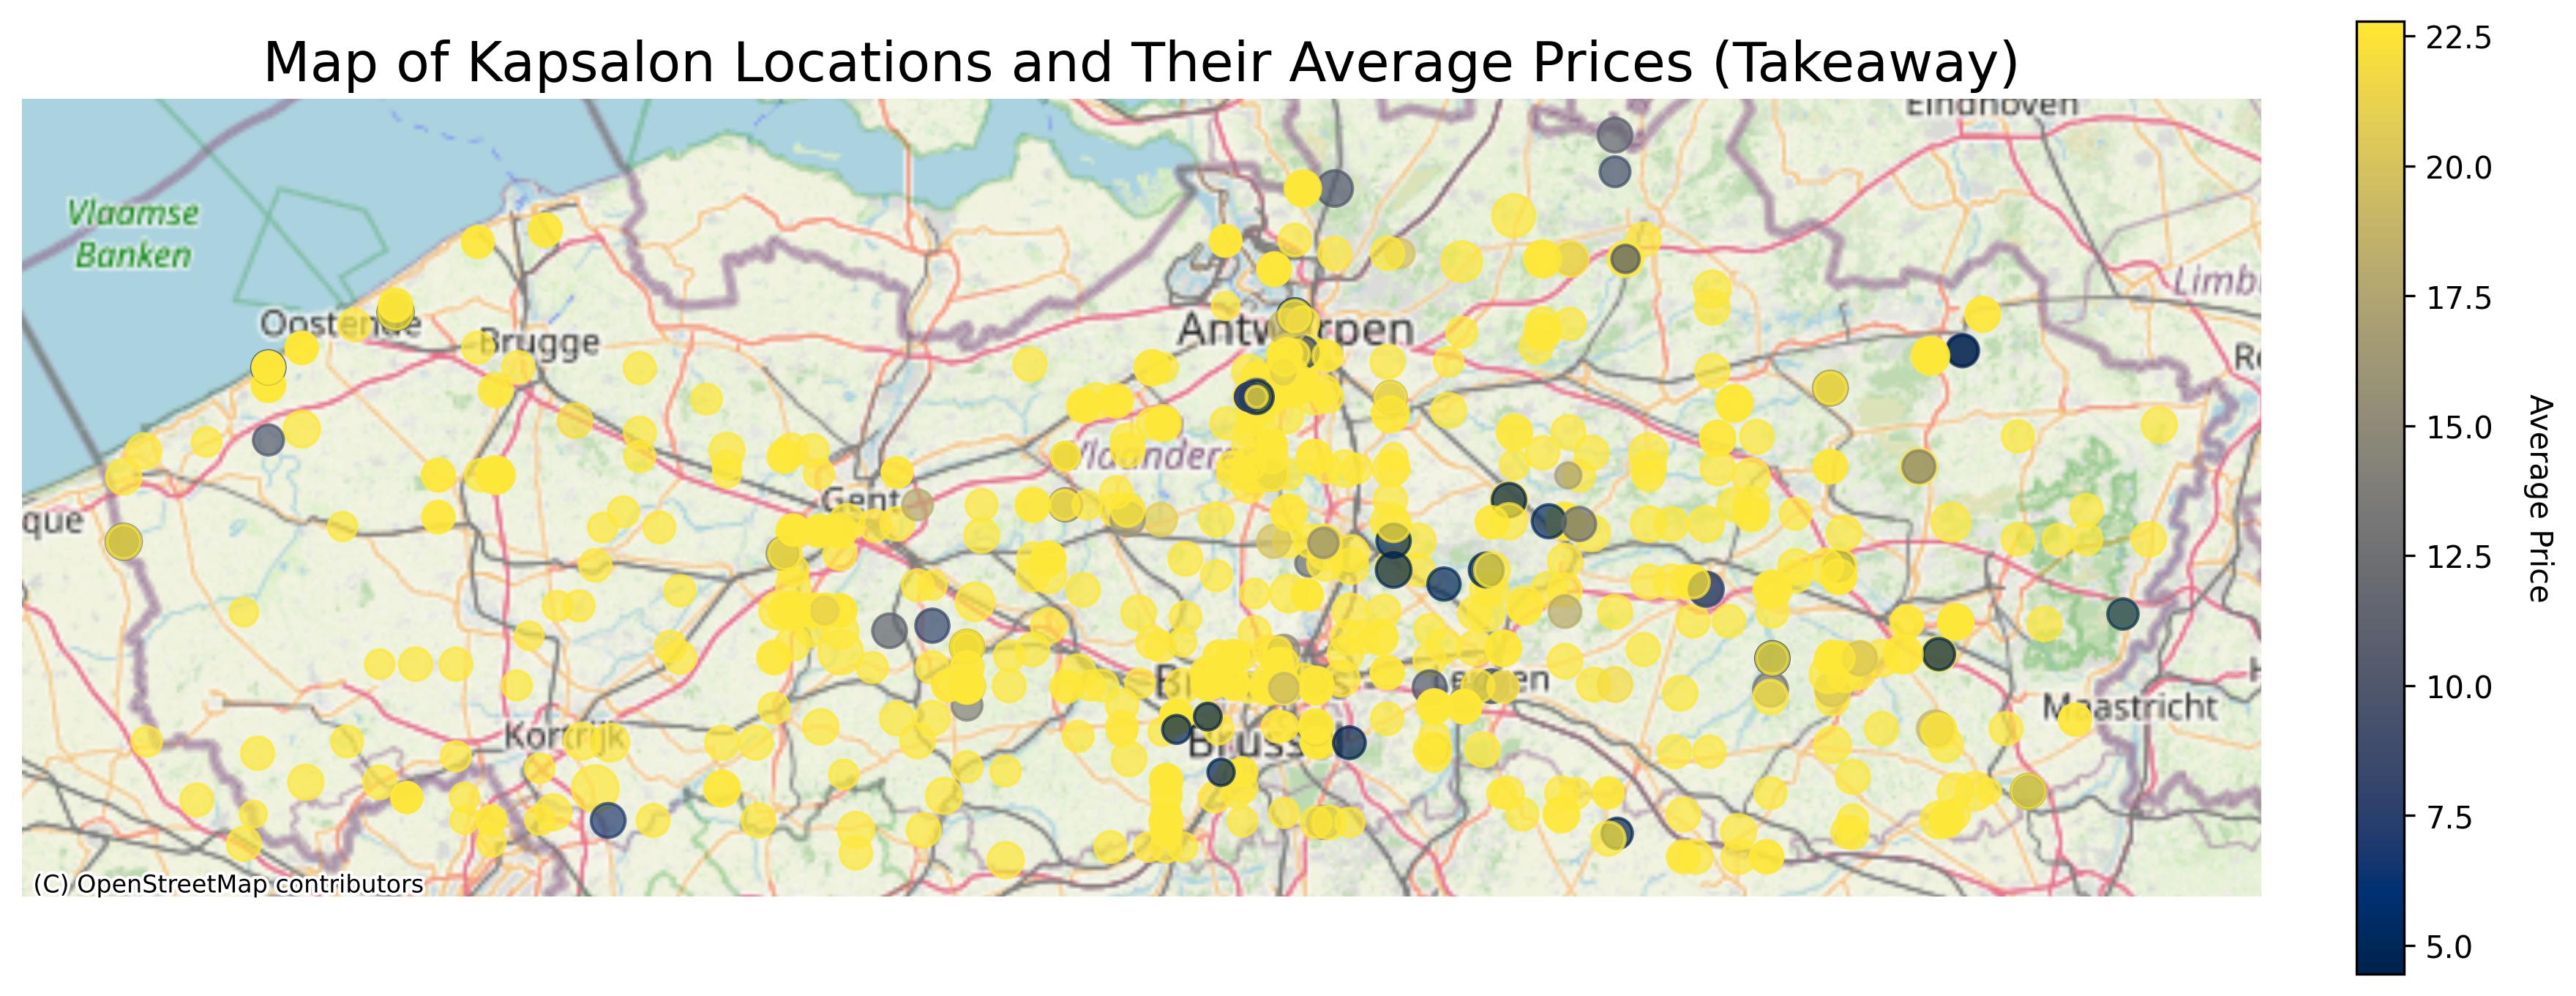 Map of Kapsalon Locations and Their Average Prices (Takeaway)
Eindhoven
Vlaamse
Banken
Limb
Oostende
Brugge
Antwerpen
Vlaanderen
Gent
que
Maastricht
Kortrijk
(C) OpenStreetMap contributors
22.5
20.0
17.5
15.0
12.5
10.0
7.5
5.0
Average Price